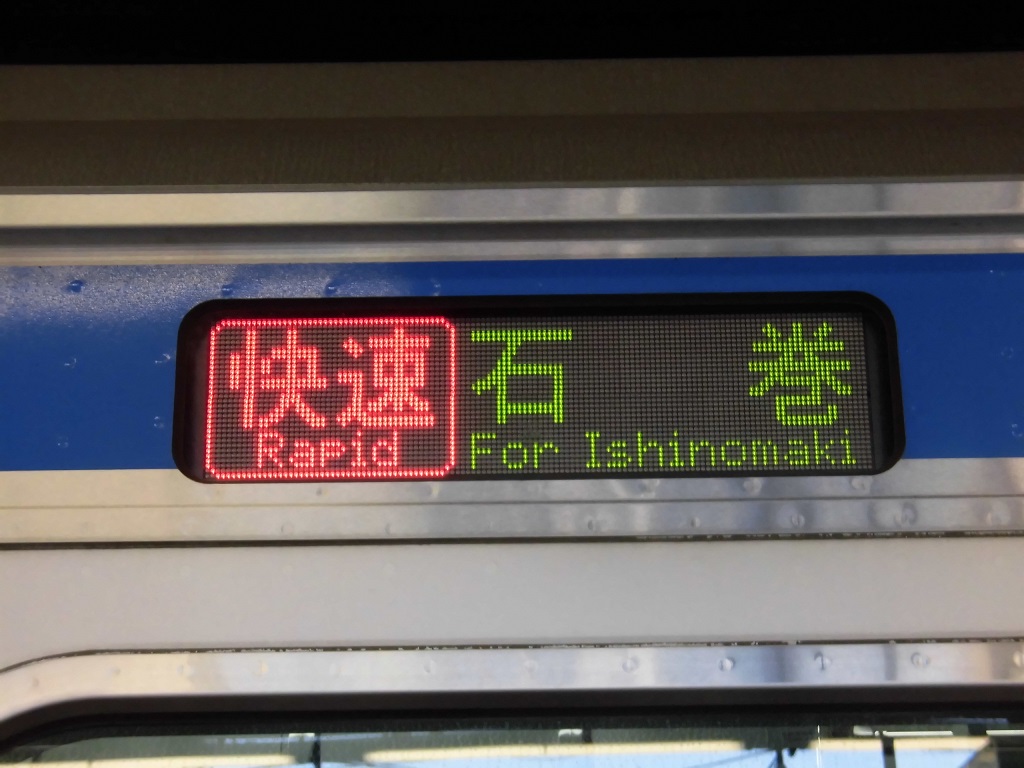 快速 石巻
Rapid For Ishinomaki